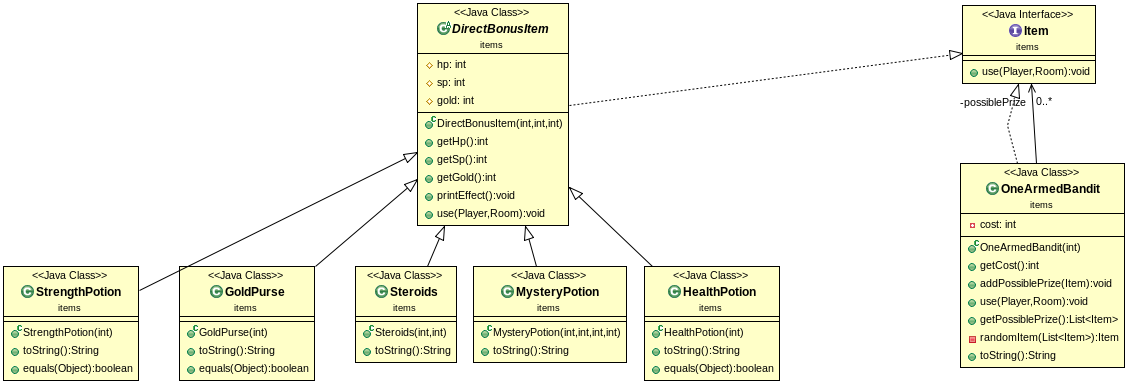 <<Java Class>>
DirectBonusItem
items
hp: int
sp: int
gold: int
DirectBonusItem(int,int,int)
getHp():int
getSp():int
getGold():int
printEffect():void
use(Player,Room):void
<<Java Interface>>
Item
items
use(Player,Room):void
-possiblePrize
0..*
<<Java Class>>
OneArmedBandit
items
cost: int
OneArmedBandit(int)
getCost():int
addPossiblePrize(Item):void
use(Player,Room):void
getPossiblePrize():List<Item>
randomItem(List<Item>):Item
toString():String
<<Java Class>>
StrengthPotion
items
StrengthPotion(int)
toString():String
equals(Object):boolean
<<Java Class>>
GoldPurse
items
GoldPurse(int)
toString():String
equals(Object):boolean
<<Java Class>>
Steroids
items
Steroids(int,int)
toString():String
<<Java Class>>
MysteryPotion
items
MysteryPotion(int,int,int,int)
toString():String
<<Java Class>>
HealthPotion
items
HealthPotion(int)
toString():String
equals(Object):boolean